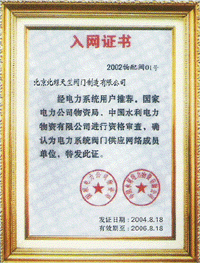 入网证书
2002物配网01号
北京北硬天立阀门制造有限公司
经电力系统用户推荐，国家
电力公司物资局、中国水利电力
物资有限公司进行资格审查，确
认为电力系统阀门供应网络成员
单位，特发此证。
发证日期：2004.8.18
有效期至：2006.8.18